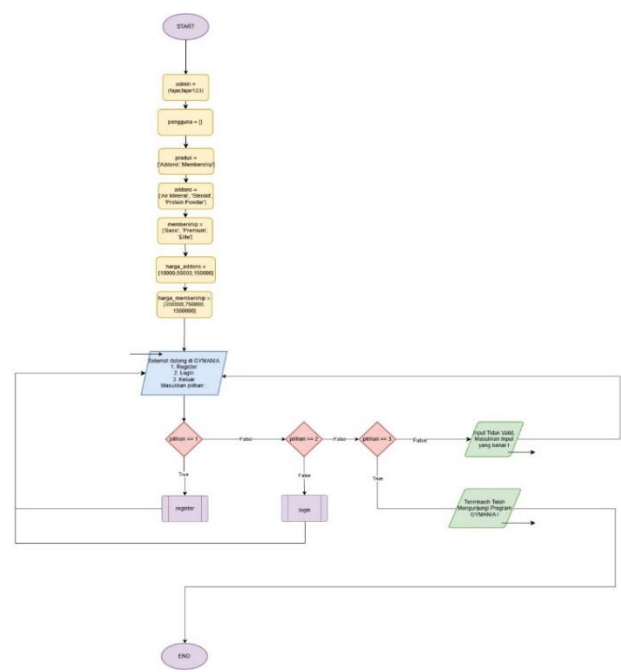 START
admin =
(fajar,fajar123)
pengguna = []
produk =
['Addons','Membership']
addons =
['Air Mineral', 'Steroid',
'Protein Powder']
membership =
['Basic', 'Premium',
'Elite']
harga_addons =
[10000,50000,150000]
harga_membership =
[350000,750000,
1500000]
Selamat datang di GYMANIA
1. Register
2. Login
3. Keluar
Masukkan pilihan :
pilihan == 1
False
pilihan == 2
False
pilihan == 3
False
Input Tidak Valid,
Masukkan Input
yang benar !
True
False
True
register
login
Terimkasih Telah
Mengunjungi Program
GYMANIA !
END